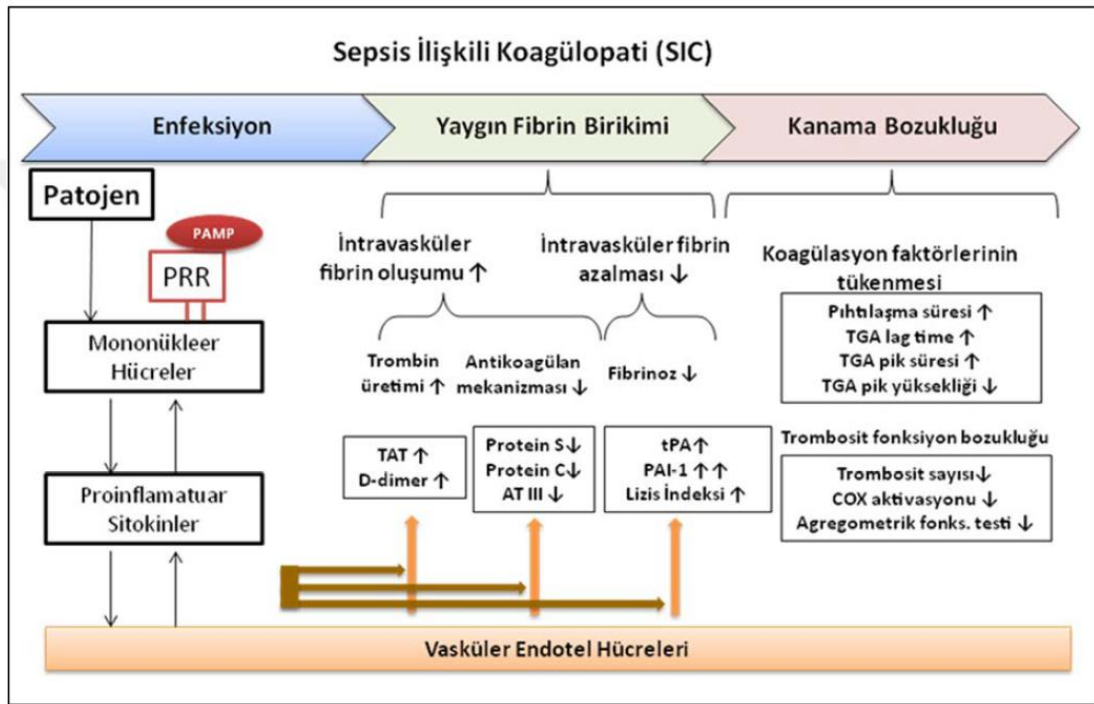 Sepsis İlişkili Koagülopati (SIC)
Enfeksiyon
Yaygın Fibrin Birikimi
Kanama Bozukluğu
Patojen
PAMP
PRR
Mononükleer
Hücreler
Proinflamatuar
Sitokinler
İntravasküler
fibrin oluşumu ↑
İntravasküler fibrin
azalması ↓
Trombin
üretimi ↑
Antikoagülan
mekanizması ↓
Fibrinoz ↓
TAT ↑
D-dimer ↑
Protein S↓
Protein C↓
AT III ↓
tPA↑
PAI-1 ↑ ↑
Lizis İndeksi ↑
Koagülasyon faktörlerinin
tükenmesi
Pıhtılaşma süresi ↑
TGA lag time ↑
TGA pik süresi ↑
TGA pik yüksekliği ↓
Trombosit fonksiyon bozukluğu
Trombosit sayısı↓
COX aktivasyonu ↓
Agregometrik fonks. testi ↓
Vasküler Endotel Hücreleri